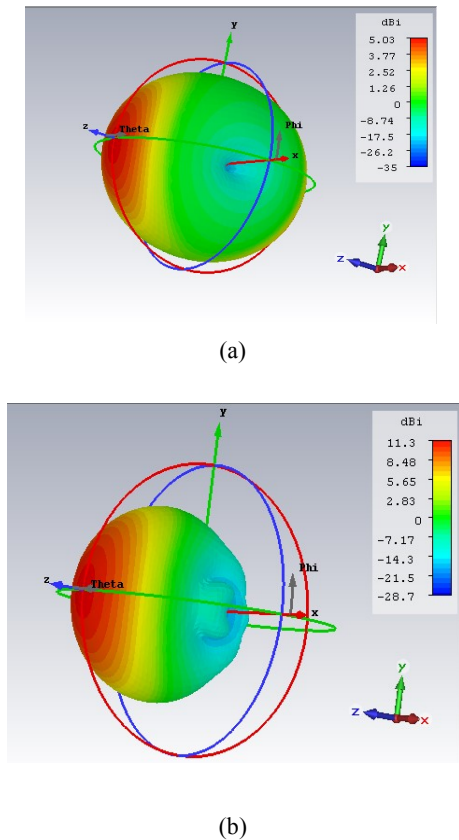 y
dBi
5.03
3.77
2.52
1.26
0
-8.74
-17.5
-26.2
-35
z
Theta
Phi
x
y
z
x
(a)
y
dBi
11.3
8.48
5.65
2.83
0
-7.17
-14.3
-21.5
-28.7
z
Theta
Phi
x
y
z
x
(b)